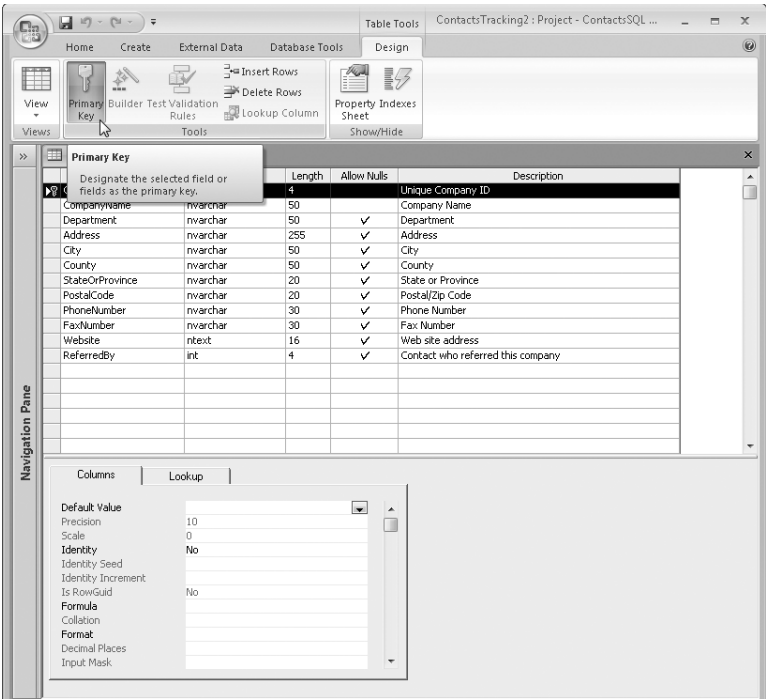 Table Tools ContactsTracking2 : Project - ContactsSQL ...
Home Create External Data Database Tools Design
View
Primary Key
Builder
Test Validation Rules
Insert Rows
Delete Rows
Lookup Column
Property Sheet
Indexes
Views Tools Show/Hide
Primary Key
Designate the selected field or
fields as the primary key.
Length Allow Nulls Description
4 Unique Company ID
CompanyName nvarchar 50 Company Name
Department nvarchar 50 ✓ Department
Address nvarchar 255 ✓ Address
City nvarchar 50 ✓ City
County nvarchar 50 ✓ County
StateOrProvince nvarchar 20 ✓ State or Province
PostalCode nvarchar 20 ✓ Postal/Zip Code
PhoneNumber nvarchar 30 ✓ Phone Number
FaxNumber nvarchar 30 ✓ Fax Number
Website ntext 16 ✓ Web site address
ReferredBy int 4 ✓ Contact who referred this company
Navigation Pane
Columns Lookup
Default Value
Precision 10
Scale 0
Identity No
Identity Seed
Identity Increment
Is RowGuid No
Formula
Collation
Format
Decimal Places
Input Mask